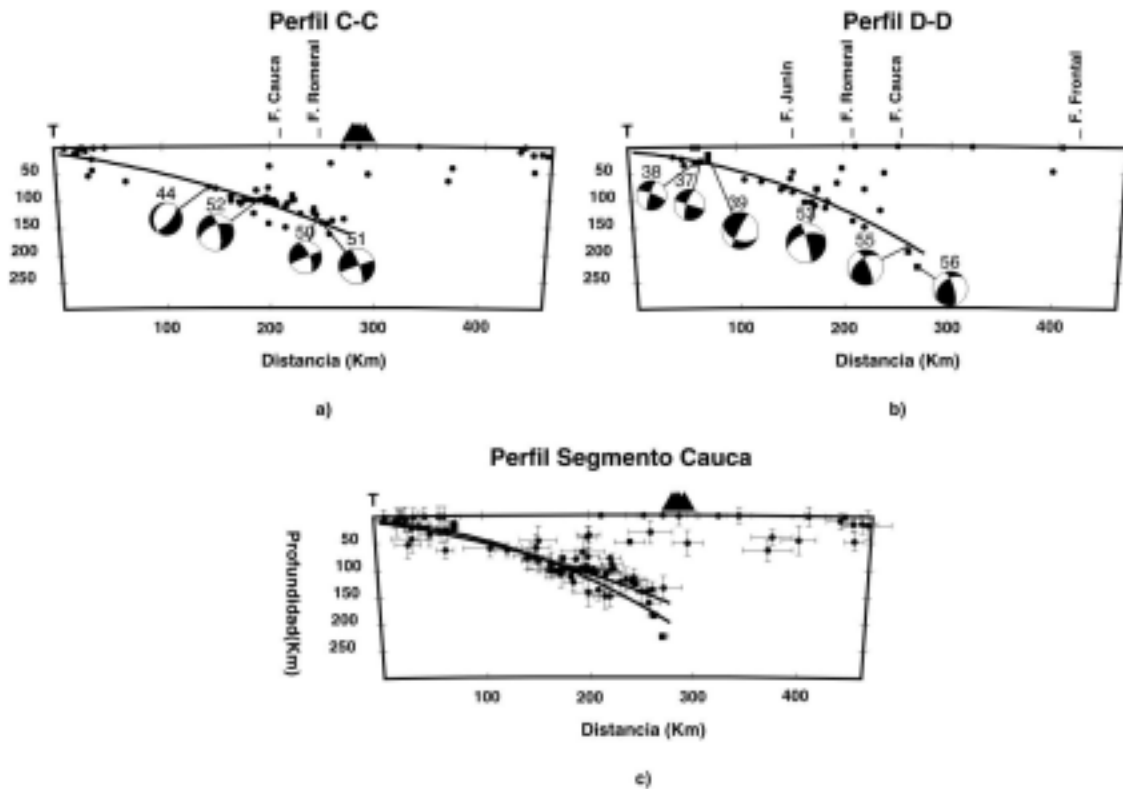 Perfil C-C
F. Cauca
F. Romeral
T
50
100
150
200
250
44
52
50
51
100
200
300
400
Distancia (Km)
a)
Perfil D-D
F. Junin
F. Romeral
F. Cauca
F. Frontal
T
50
100
150
200
250
38
37
39
53
55
56
100
200
300
400
Distancia (Km)
b)
Perfil Segmento Cauca
T
Profundidad(Km)
50
100
150
200
250
100
200
300
400
Distancia (Km)
c)